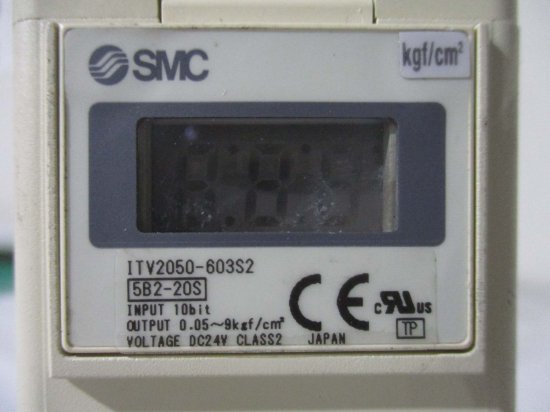 SMC
kgf/cm²
ITV2050-603S2
5B2-20S
INPUT 10bit
OUTPUT 0.05~9kgf/cm²
VOLTAGE DC24V CLASS2
JAPAN
CE
c RU us
TP